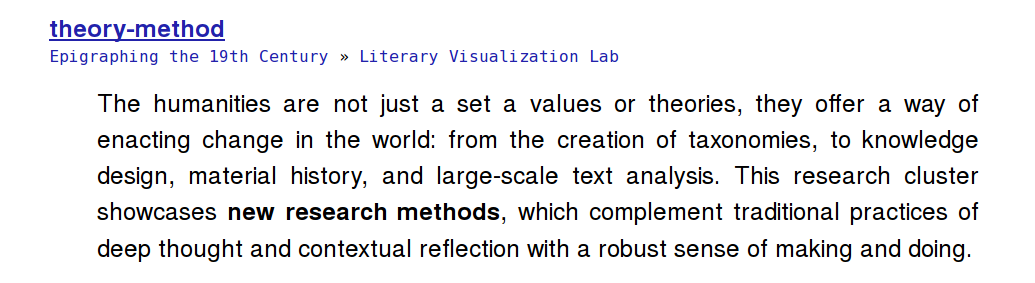 theory-method
Epigraphing the 19th Century » Literary Visualization Lab
The humanities are not just a set a values or theories, they offer a way of
enacting change in the world: from the creation of taxonomies, to knowledge
design, material history, and large-scale text analysis. This research cluster
showcases new research methods, which complement traditional practices of
deep thought and contextual reflection with a robust sense of making and doing.